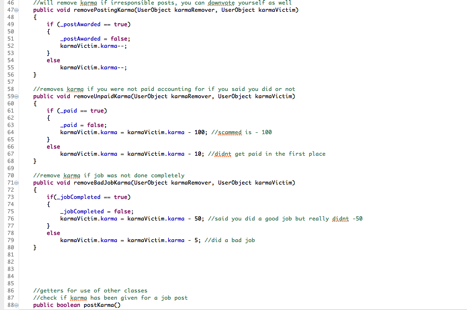 46 //will remove karma if irresponsible posts, you can downvote yourself as well
47 public void removePostingKarma(UserObject karmaRemover, UserObject karmaVictim)
48 {
49 if (_postAwarded == true)
50 {
51 _postAwarded = false;
52 karmaVictim.karma--;
53 }
54 else
55 karmaVictim.karma--;
56 }
57
58 //removes karma if you were not paid accounting for if you said you did or not
59 public void removeUnpaidKarma(UserObject karmaRemover, UserObject karmaVictim)
60 {
61 if (_paid == true)
62 {
63 _paid = false;
64 karmaVictim.karma = karmaVictim.karma - 100; //scammed is - 100
65 }
66 else
67 karmaVictim.karma = karmaVictim.karma - 10; //didnt get paid in the first place
68 }
69
70 //remove karma if job was not done completely
71 public void removeBadJobKarma(UserObject karmaRemover, UserObject karmaVictim)
72 {
73 if(_jobCompleted == true)
74 {
75 _jobCompleted = false;
76 karmaVictim.karma = karmaVictim.karma - 50; //said you did a good job but really didnt -50
77 }
78 else
79 karmaVictim.karma = karmaVictim.karma - 5; //did a bad job
80 }
81
82
83
84
85
86 //getters for use of other classes
87 //check if karma has been given for a job post
88 public boolean postKarma()